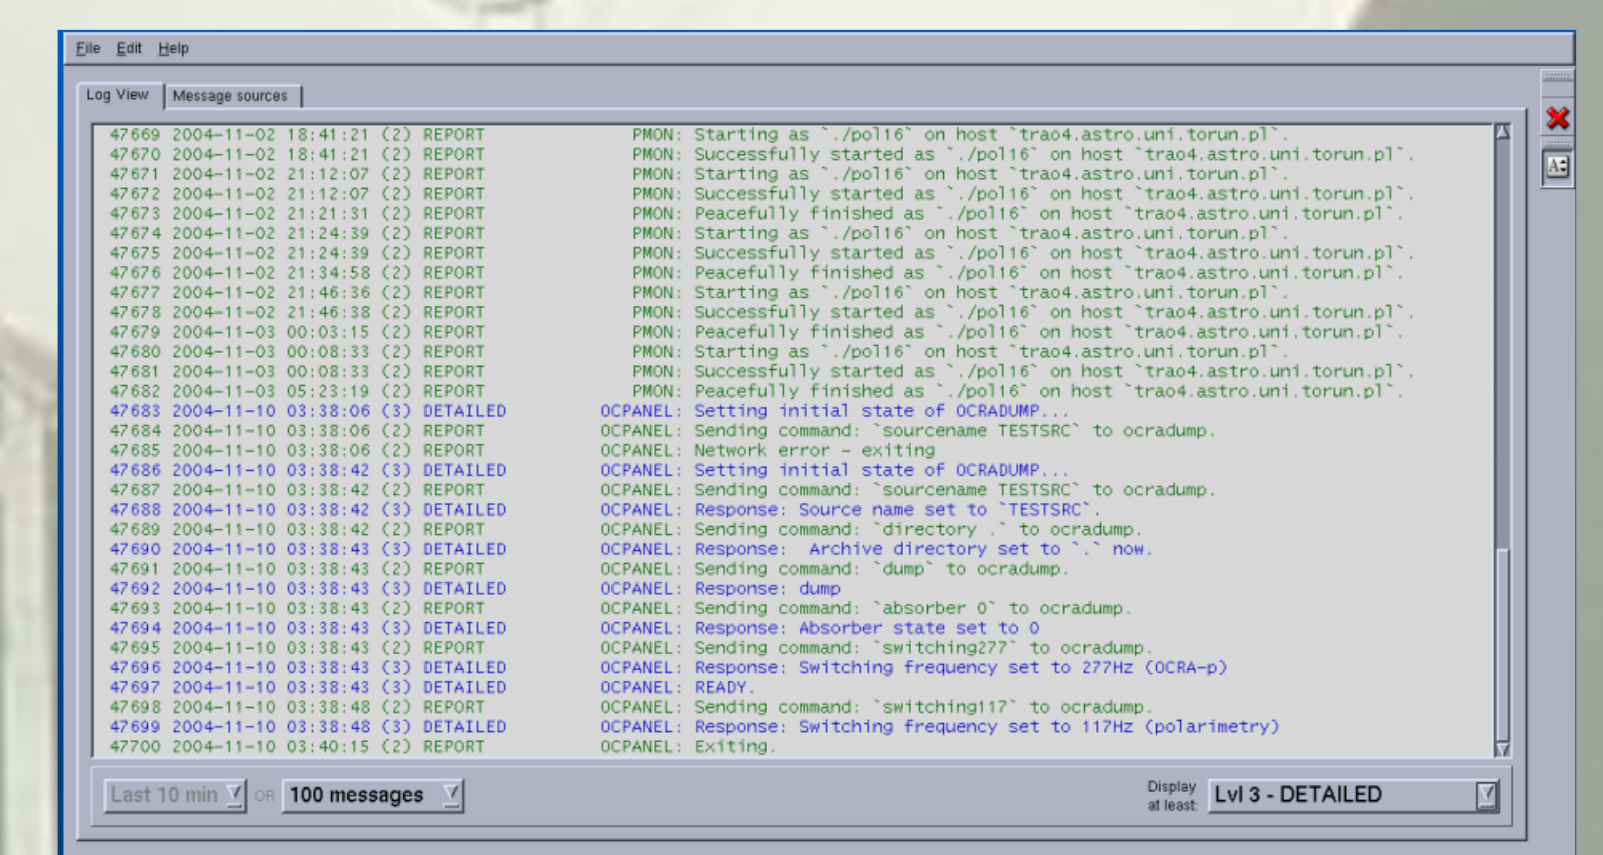 File Edit Help
Log View Message sources
47669 2004-11-02 18:41:21 (2) REPORT PMON: Starting as `./pol16` on host `trao4.astro.uni.torun.pl`.
47670 2004-11-02 18:41:21 (2) REPORT PMON: Successfully started as `./pol16` on host `trao4.astro.uni.torun.pl`.
47671 2004-11-02 21:12:07 (2) REPORT PMON: Starting as `./pol16` on host `trao4.astro.uni.torun.pl`.
47672 2004-11-02 21:12:07 (2) REPORT PMON: Successfully started as `./pol16` on host `trao4.astro.uni.torun.pl`.
47673 2004-11-02 21:21:31 (2) REPORT PMON: Peacefully finished as `./pol16` on host `trao4.astro.uni.torun.pl`.
47674 2004-11-02 21:24:39 (2) REPORT PMON: Starting as `./pol16` on host `trao4.astro.uni.torun.pl`.
47675 2004-11-02 21:24:39 (2) REPORT PMON: Successfully started as `./pol16` on host `trao4.astro.uni.torun.pl`.
47676 2004-11-02 21:34:58 (2) REPORT PMON: Peacefully finished as `./pol16` on host `trao4.astro.uni.torun.pl`.
47677 2004-11-02 21:46:36 (2) REPORT PMON: Starting as `./pol16` on host `trao4.astro.uni.torun.pl`.
47678 2004-11-02 21:46:38 (2) REPORT PMON: Successfully started as `./pol16` on host `trao4.astro.uni.torun.pl`.
47679 2004-11-03 00:03:15 (2) REPORT PMON: Peacefully finished as `./pol16` on host `trao4.astro.uni.torun.pl`.
47680 2004-11-03 00:08:33 (2) REPORT PMON: Starting as `./pol16` on host `trao4.astro.uni.torun.pl`.
47681 2004-11-03 00:08:33 (2) REPORT PMON: Successfully started as `./pol16` on host `trao4.astro.uni.torun.pl`.
47682 2004-11-03 05:23:19 (2) REPORT PMON: Peacefully finished as `./pol16` on host `trao4.astro.uni.torun.pl`.
47683 2004-11-10 03:38:06 (3) DETAILED OCPANEL: Setting initial state of OCRADUMP...
47684 2004-11-10 03:38:06 (2) REPORT OCPANEL: Sending command: `sourcename TESTSRC` to ocradump.
47685 2004-11-10 03:38:06 (2) REPORT OCPANEL: Network error - exiting
47686 2004-11-10 03:38:42 (3) DETAILED OCPANEL: Setting initial state of OCRADUMP...
47687 2004-11-10 03:38:42 (2) REPORT OCPANEL: Sending command: `sourcename TESTSRC` to ocradump.
47688 2004-11-10 03:38:42 (3) DETAILED OCPANEL: Response: Source name set to `TESTSRC`.
47689 2004-11-10 03:38:42 (2) REPORT OCPANEL: Sending command: `directory .` to ocradump.
47690 2004-11-10 03:38:43 (3) DETAILED OCPANEL: Response:  Archive directory set to `.` now.
47691 2004-11-10 03:38:43 (2) REPORT OCPANEL: Sending command: `dump` to ocradump.
47692 2004-11-10 03:38:43 (3) DETAILED OCPANEL: Response: dump
47693 2004-11-10 03:38:43 (2) REPORT OCPANEL: Sending command: `absorber 0` to ocradump.
47694 2004-11-10 03:38:43 (3) DETAILED OCPANEL: Response: Absorber state set to 0
47695 2004-11-10 03:38:43 (2) REPORT OCPANEL: Sending command: `switching277` to ocradump.
47696 2004-11-10 03:38:43 (3) DETAILED OCPANEL: Response: Switching frequency set to 277Hz (OCRA-p)
47697 2004-11-10 03:38:43 (3) DETAILED OCPANEL: READY.
47698 2004-11-10 03:38:48 (2) REPORT OCPANEL: Sending command: `switching117` to ocradump.
47699 2004-11-10 03:38:48 (3) DETAILED OCPANEL: Response: Switching frequency set to 117Hz (polarimetry)
47700 2004-11-10 03:40:15 (2) REPORT OCPANEL: Exiting.
Last 10 min OR 100 messages Display at least: Lvl 3 - DETAILED